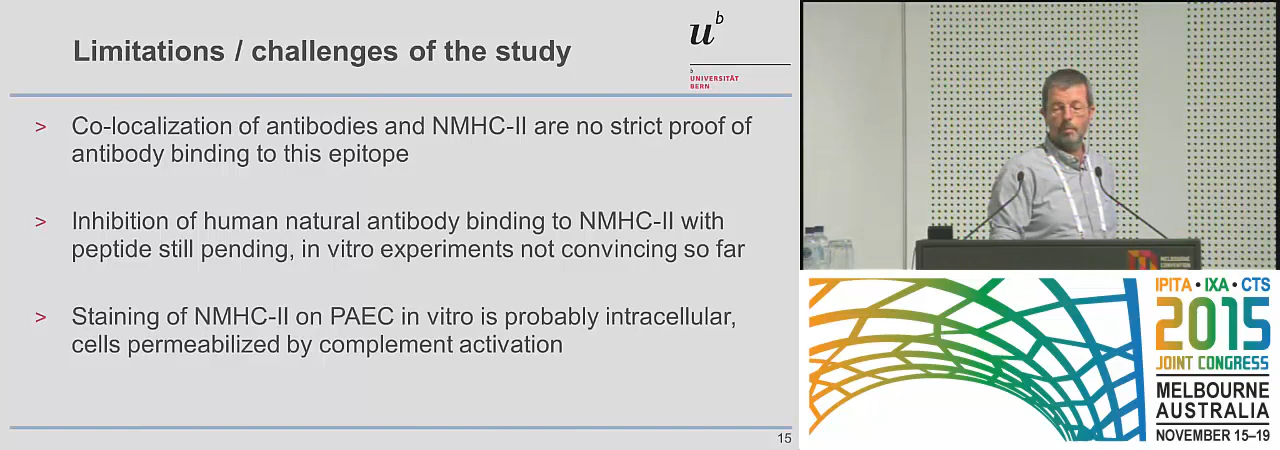 Limitations / challenges of the study
u b
b
UNIVERSITÄT
BERN
> Co-localization of antibodies and NMHC-II are no strict proof of
antibody binding to this epitope
> Inhibition of human natural antibody binding to NMHC-II with
peptide still pending, in vitro experiments not convincing so far
> Staining of NMHC-II on PAEC in vitro is probably intracellular,
cells permeabilized by complement activation
15
MELBOURNE
CONVENTION
IPITA • IXA • CTS
2015
JOINT CONGRESS
MELBOURNE
AUSTRALIA
NOVEMBER 15–19